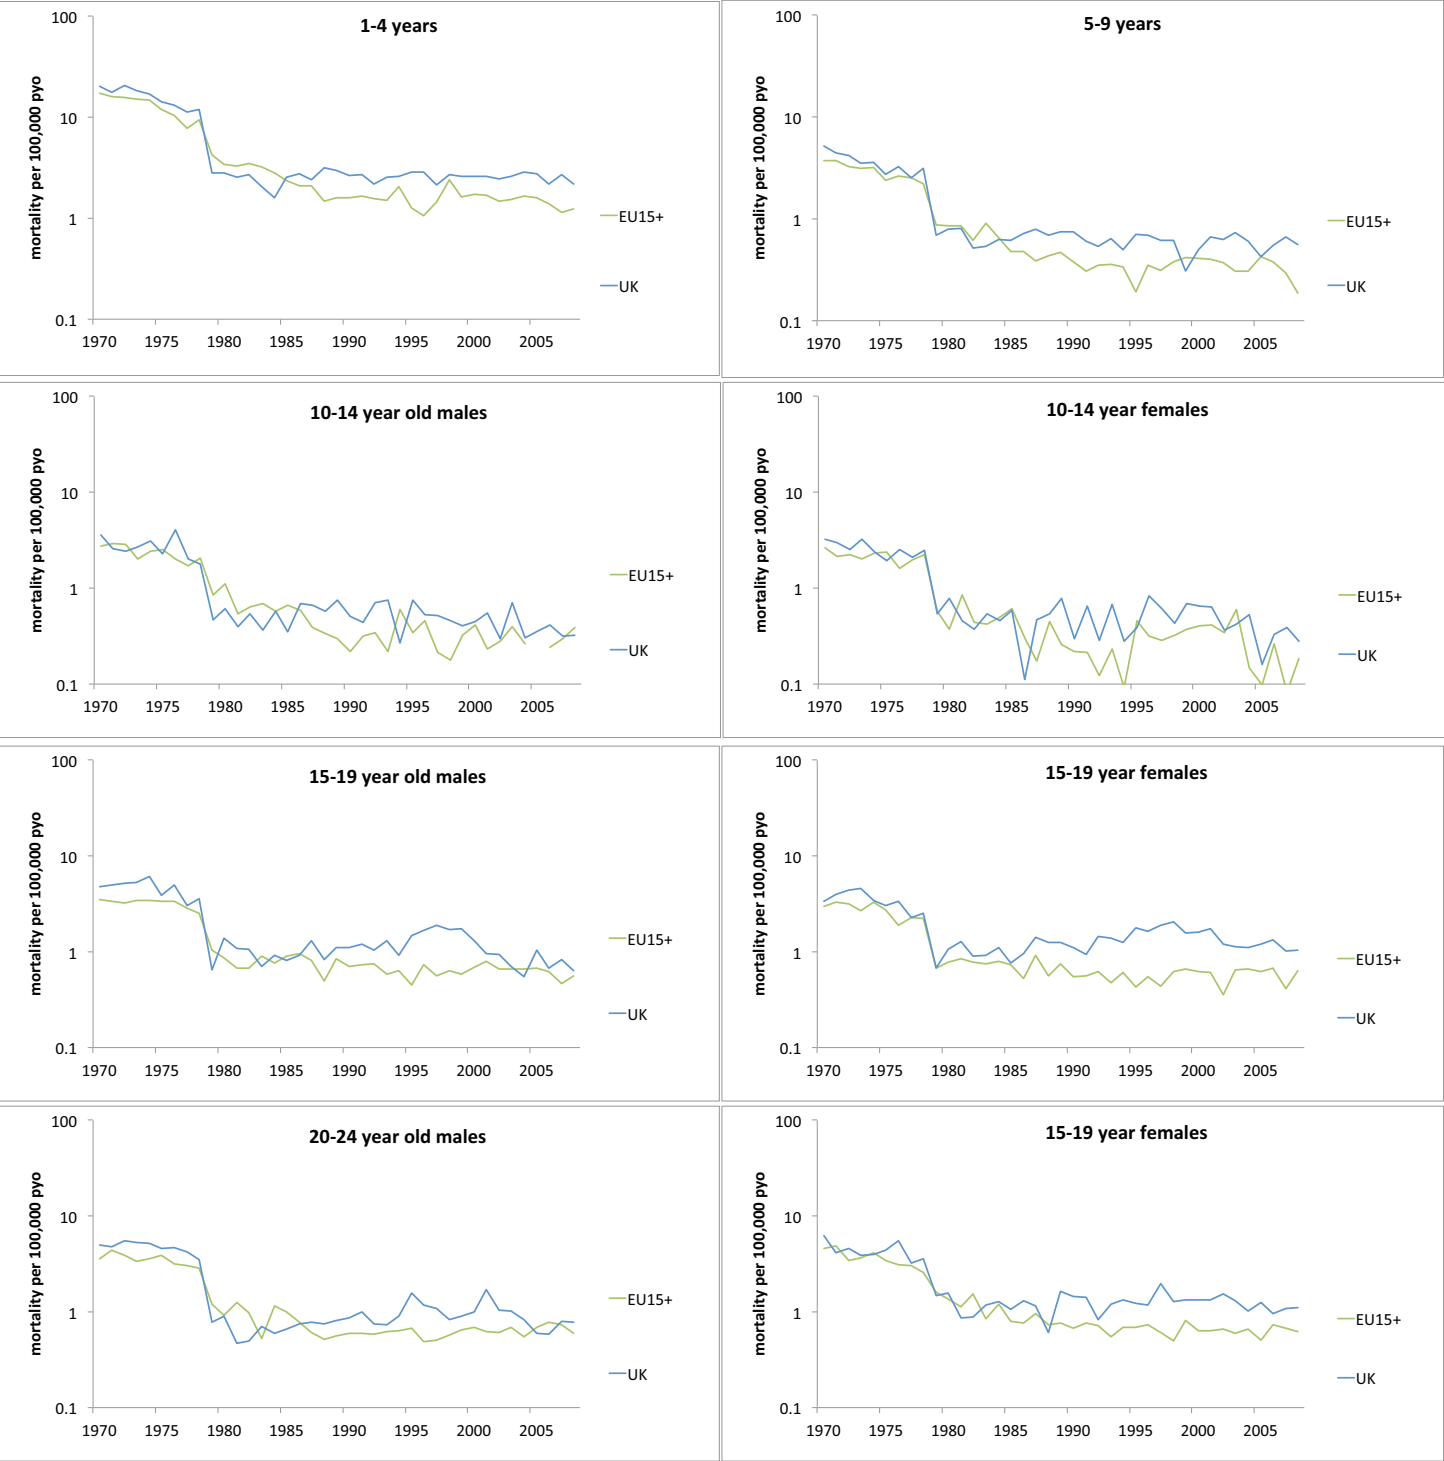 1-4 years
mortality per 100,000 pyo
100
10
1
0.1
1970 1975 1980 1985 1990 1995 2000 2005
EU15+
UK
5-9 years
mortality per 100,000 pyo
100
10
1
0.1
1970 1975 1980 1985 1990 1995 2000 2005
EU15+
UK
10-14 year old males
mortality per 100,000 pyo
100
10
1
0.1
1970 1975 1980 1985 1990 1995 2000 2005
EU15+
UK
10-14 year females
mortality per 100,000 pyo
100
10
1
0.1
1970 1975 1980 1985 1990 1995 2000 2005
EU15+
UK
15-19 year old males
mortality per 100,000 pyo
100
10
1
0.1
1970 1975 1980 1985 1990 1995 2000 2005
EU15+
UK
15-19 year females
mortality per 100,000 pyo
100
10
1
0.1
1970 1975 1980 1985 1990 1995 2000 2005
EU15+
UK
20-24 year old males
mortality per 100,000 pyo
100
10
1
0.1
1970 1975 1980 1985 1990 1995 2000 2005
EU15+
UK
15-19 year females
mortality per 100,000 pyo
100
10
1
0.1
1970 1975 1980 1985 1990 1995 2000 2005
EU15+
UK